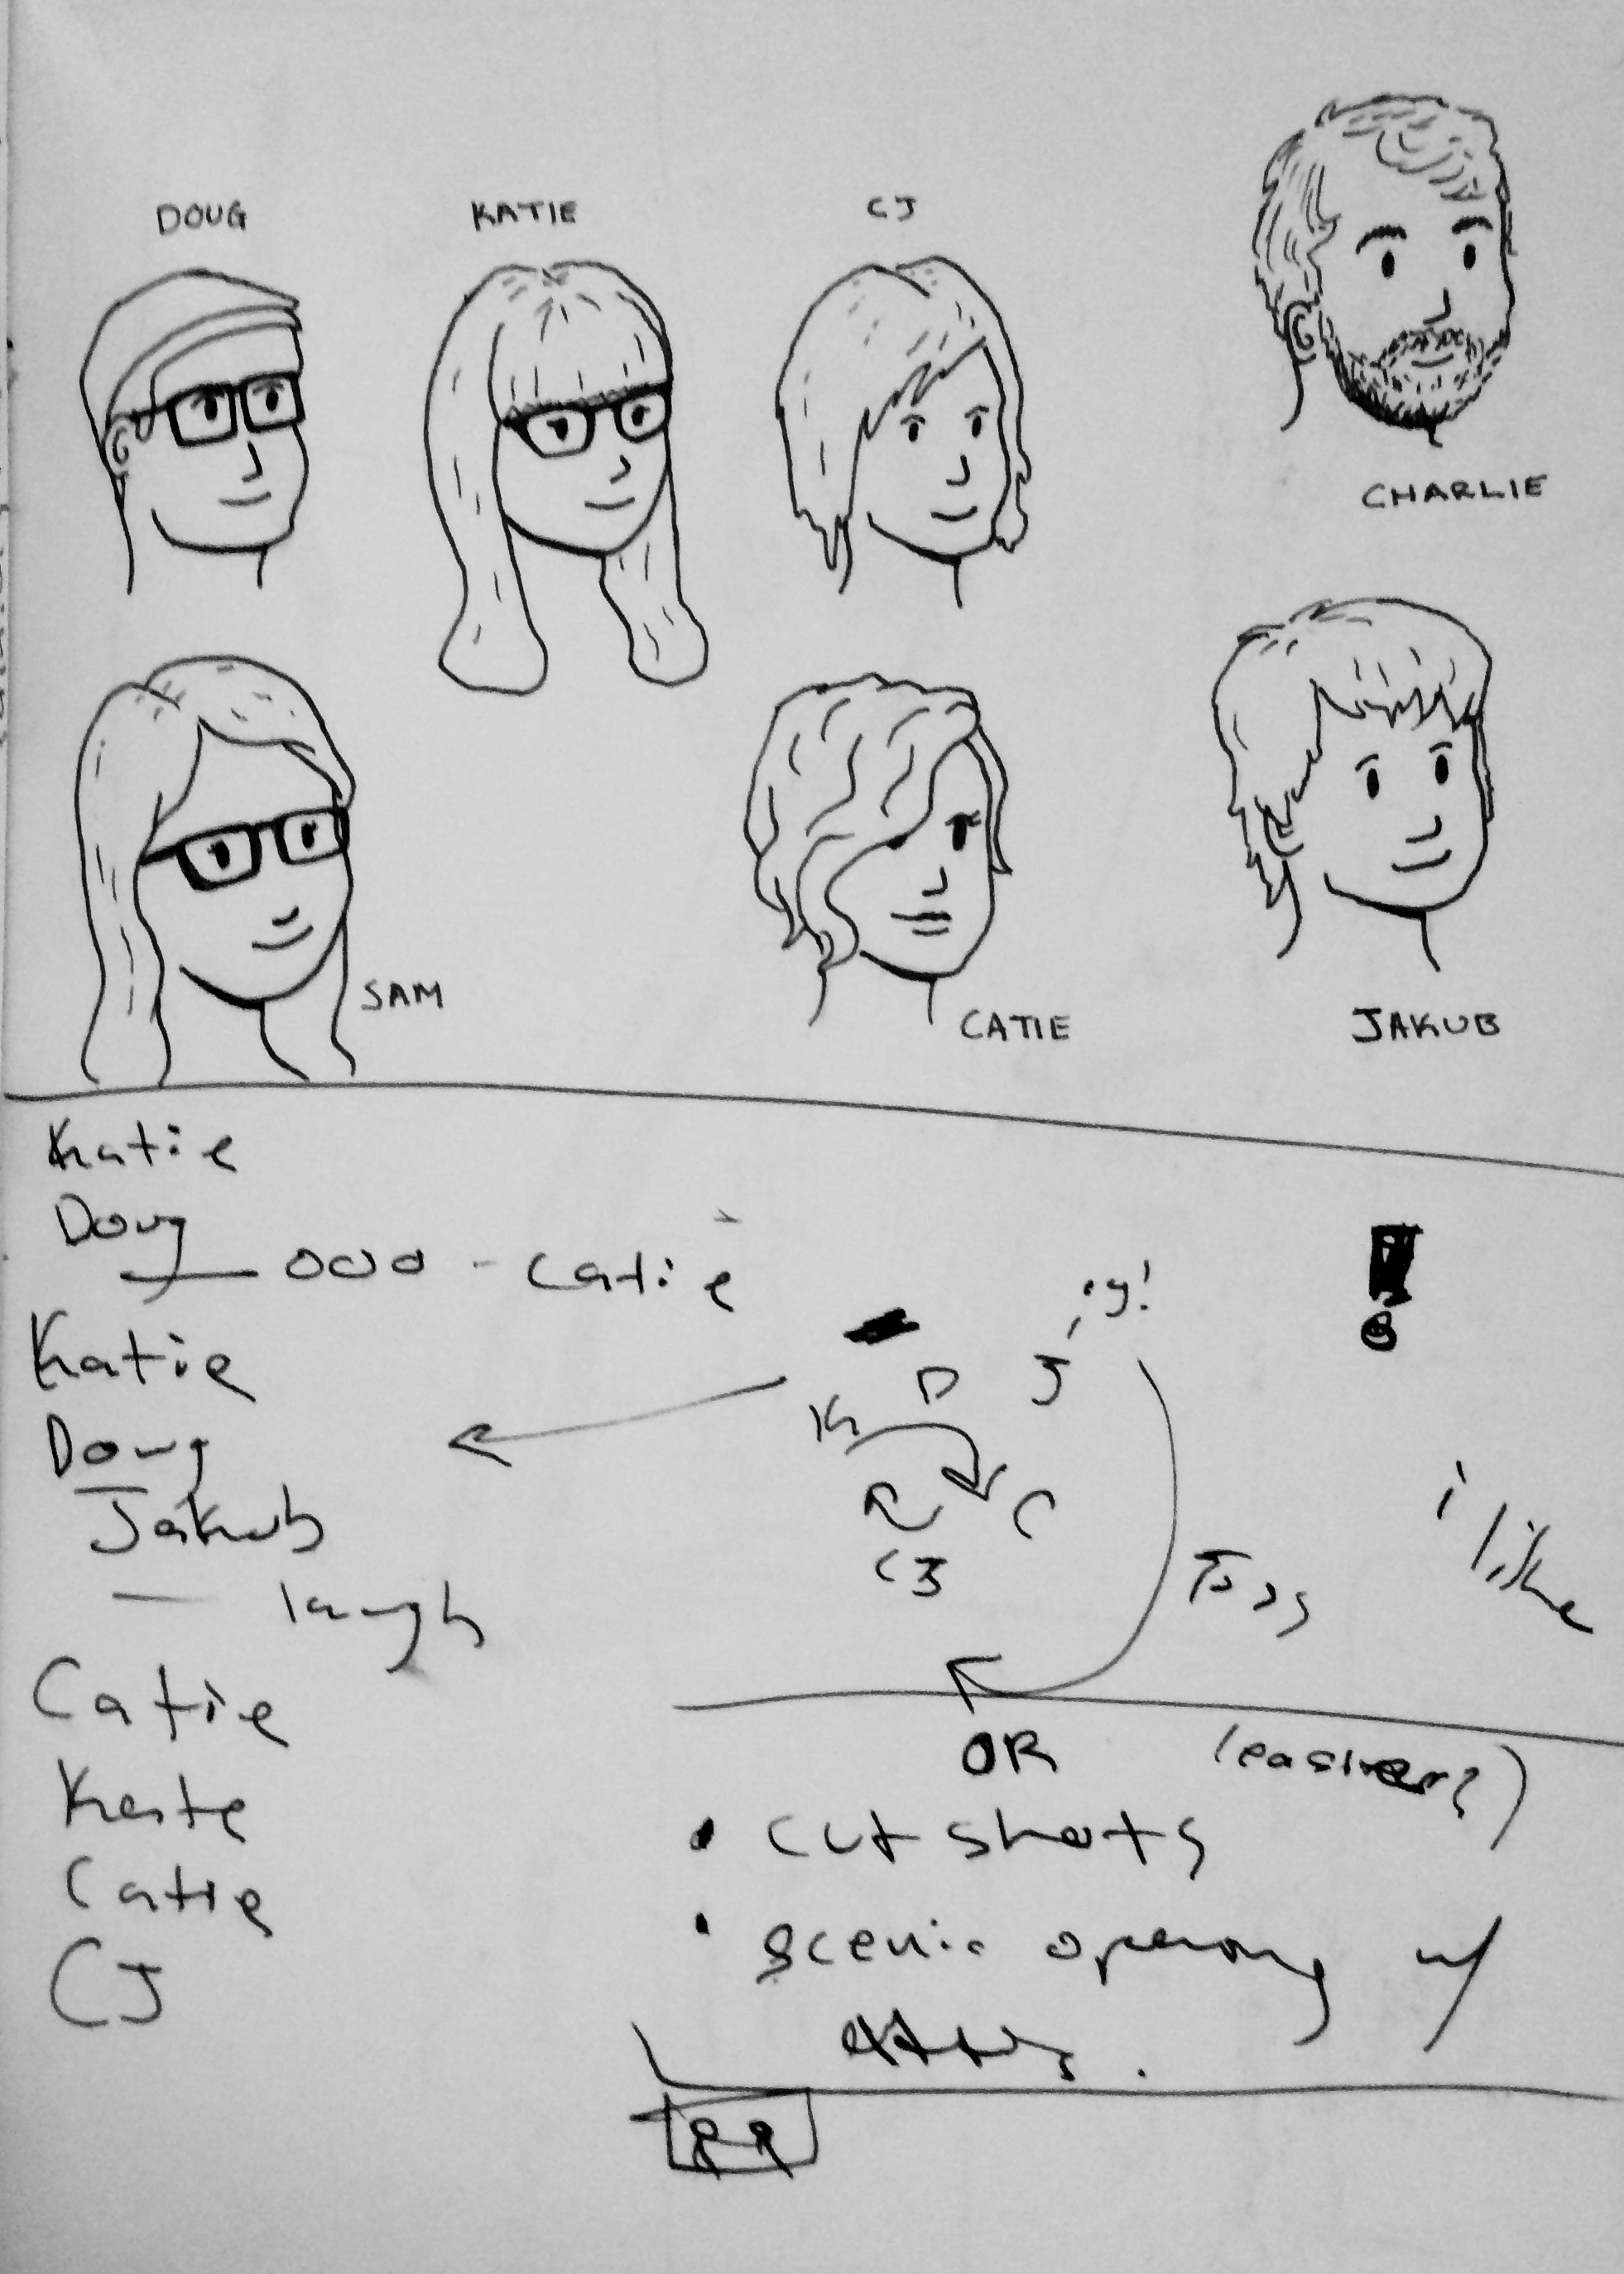 DOUG
KATIE
CJ
CHARLIE
SAM
CATIE
JAKUB
Katie
Doug
— ooo - Catie
Katie
Doug
Jakub
— laugh
Catie
Katie
Catie
CJ
J
D
K
C
CJ
Toss
i like
OR (easier?)
• cut shots
• scenic opening w/